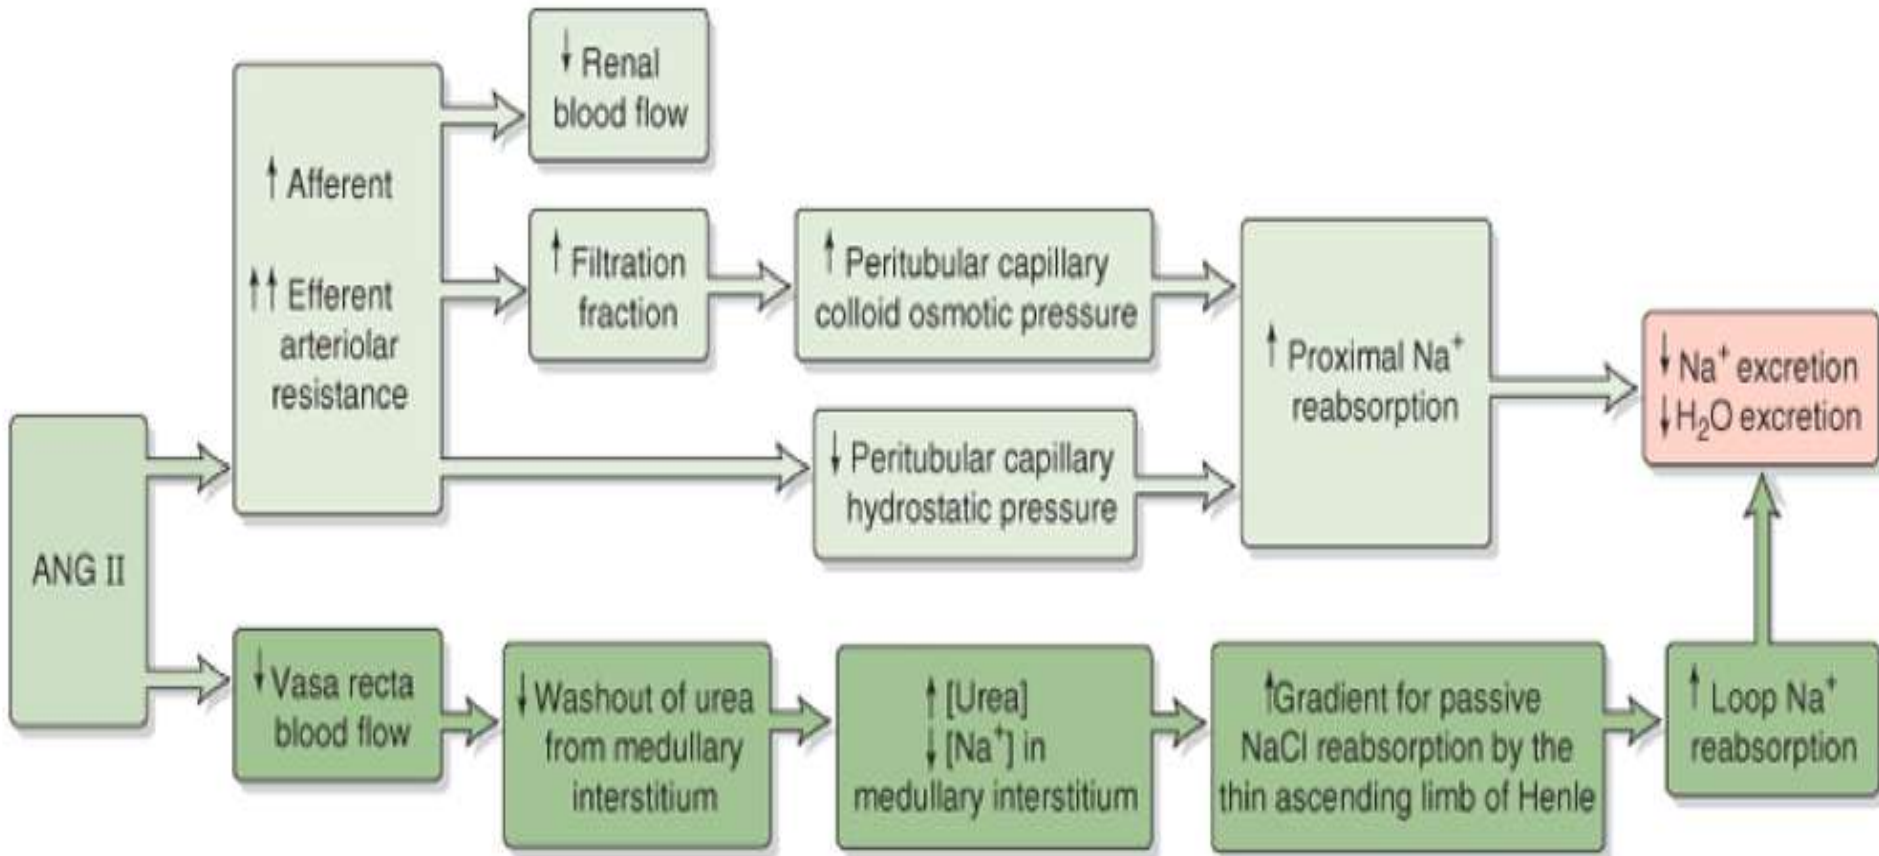 ANG II
↑ Afferent
↑↑ Efferent
arteriolar
resistance
↓ Renal
blood flow
↑ Filtration
fraction
↑ Peritubular capillary
colloid osmotic pressure
↓ Peritubular capillary
hydrostatic pressure
↑ Proximal Na⁺
reabsorption
↓ Na⁺ excretion
↓ H₂O excretion
↓ Vasa recta
blood flow
↓ Washout of urea
from medullary
interstitium
↑ [Urea]
↓ [Na⁺] in
medullary interstitium
↑Gradient for passive
NaCl reabsorption by the
thin ascending limb of Henle
↑ Loop Na⁺
reabsorption